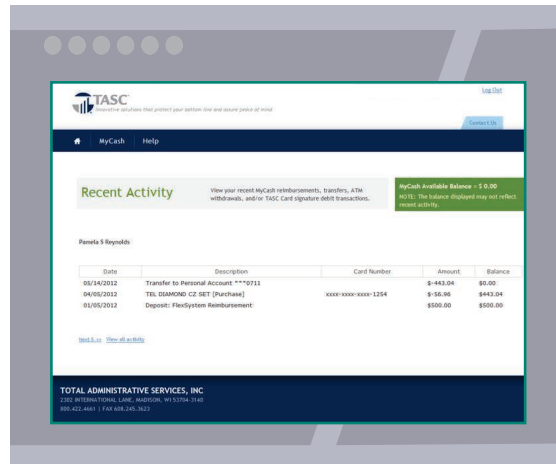 Log Out
TASC
innovative solutions that protect your bottom line and assure peace of mind
Contact Us
MyCash Help
Recent Activity
View your recent MyCash reimbursements, transfers, ATM
withdrawals, and/or TASC Card signature debit transactions.
MyCash Available Balance = $ 0.00
NOTE: The balance displayed may not reflect
recent activity.
Pamela S Reynolds
Date Description Card Number Amount Balance
05/14/2012 Transfer to Personal Account ***0711 $-443.04 $0.00
04/05/2012 TEL DIAMOND CZ SET [Purchase] xxxx-xxxx-xxxx-1254 $-56.96 $443.04
01/05/2012 Deposit: FlexSystem Reimbursement $500.00 $500.00
View all activity
TOTAL ADMINISTRATIVE SERVICES, INC
2302 INTERNATIONAL LANE, MADISON, WI 53704-3140
800.422.4661 | FAX 608.245.3623